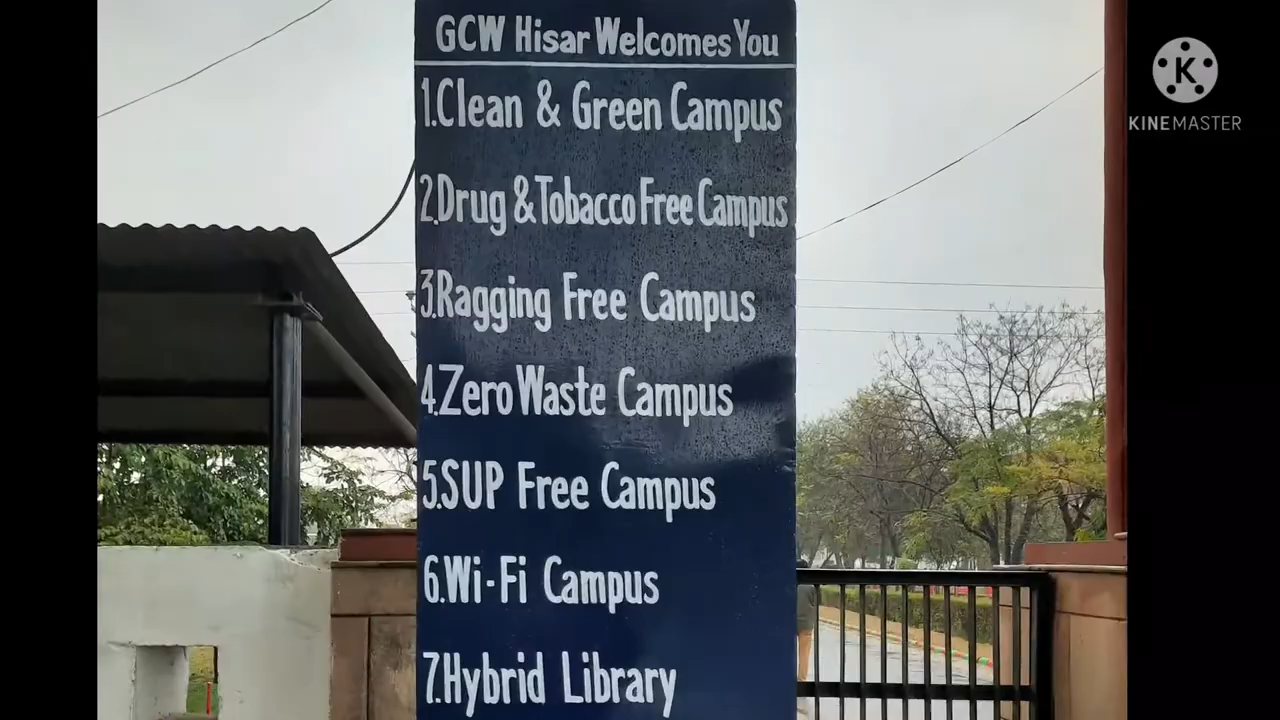 GCW Hisar Welcomes You
1.Clean & Green Campus
2.Drug & Tobacco Free Campus
3.Ragging Free Campus
4.Zero Waste Campus
5.SUP Free Campus
6.Wi-Fi Campus
7.Hybrid Library
K
KINEMASTER